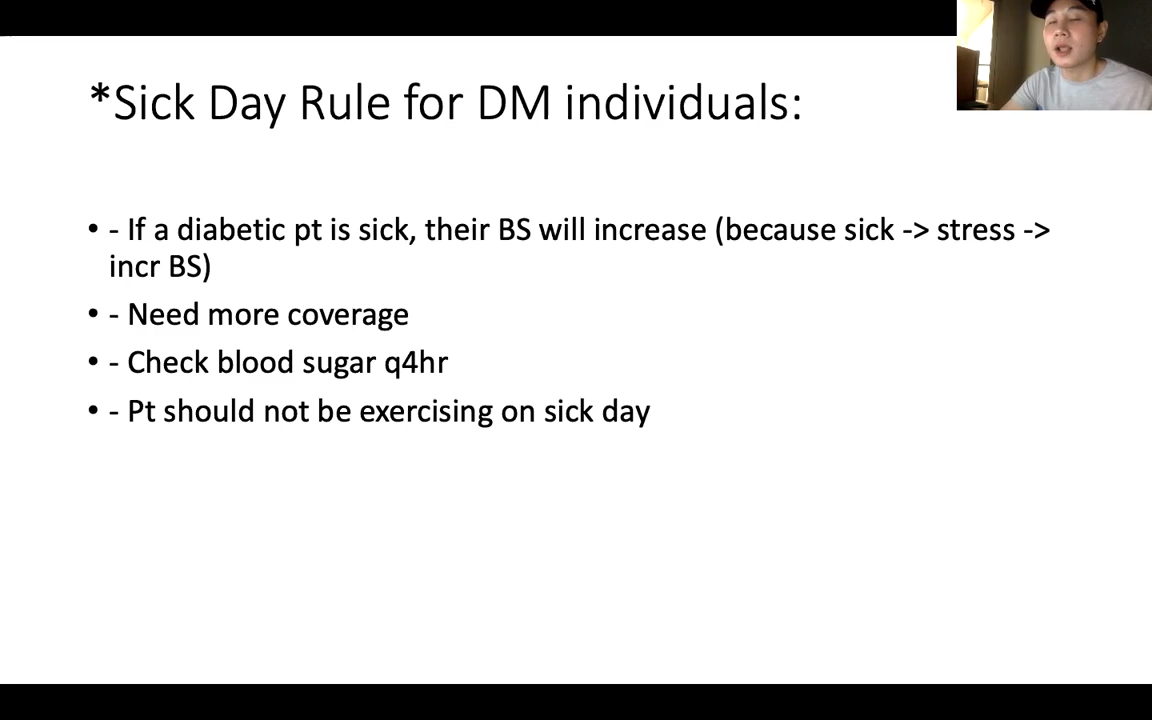 *Sick Day Rule for DM individuals:
• - If a diabetic pt is sick, their BS will increase (because sick -> stress ->
incr BS)
• - Need more coverage
• - Check blood sugar q4hr
• - Pt should not be exercising on sick day